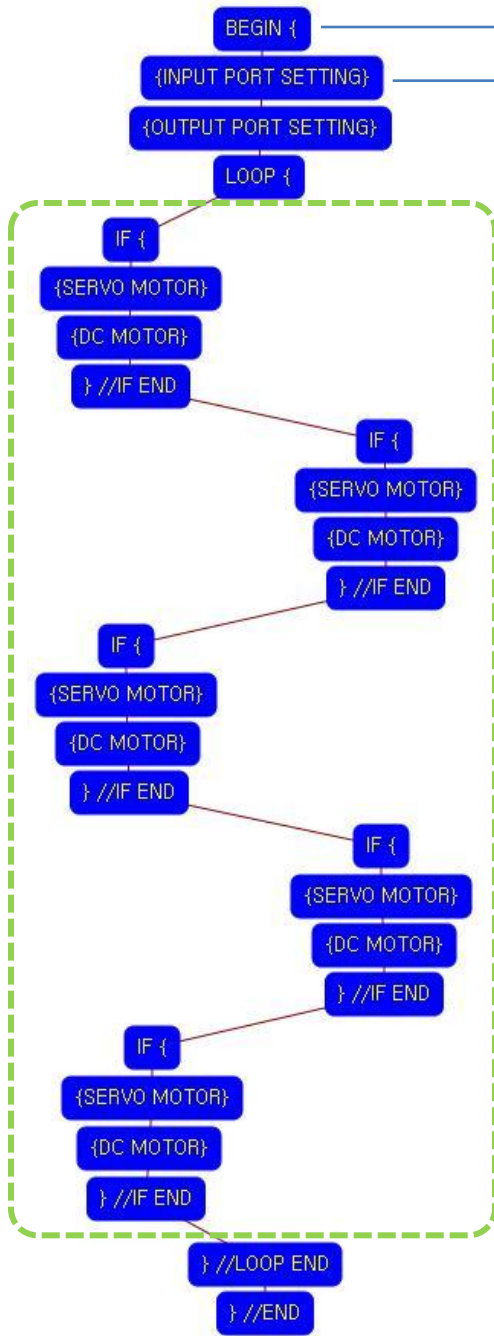 BEGIN {
{INPUT PORT SETTING}
{OUTPUT PORT SETTING}
LOOP {
IF {
{SERVO MOTOR}
{DC MOTOR}
} //IF END
IF {
{SERVO MOTOR}
{DC MOTOR}
} //IF END
IF {
{SERVO MOTOR}
{DC MOTOR}
} //IF END
IF {
{SERVO MOTOR}
{DC MOTOR}
} //IF END
IF {
{SERVO MOTOR}
{DC MOTOR}
} //IF END
} //LOOP END
} //END